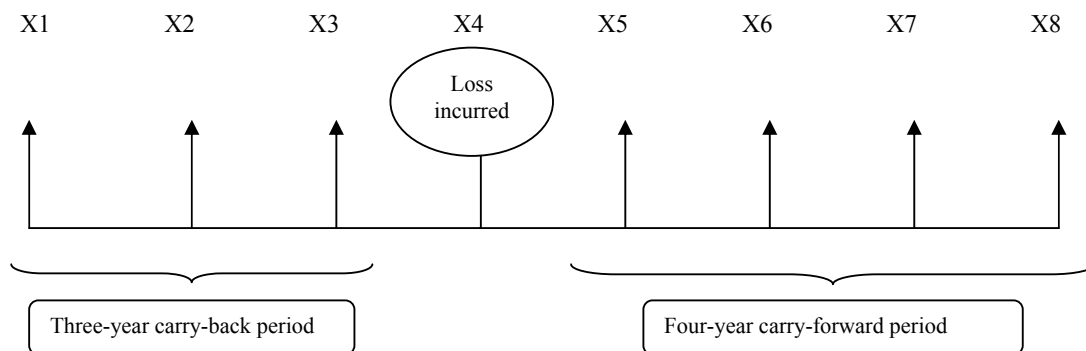 X1 X2 X3 X4 X5 X6 X7 X8
Loss
incurred
Three-year carry-back period Four-year carry-forward period